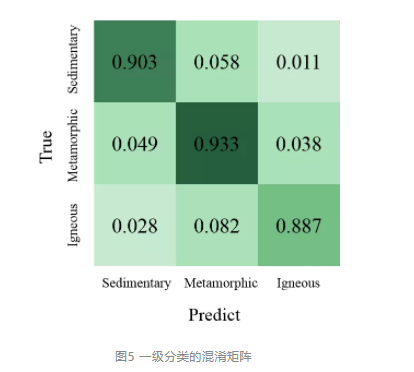 Sedimentary 0.903 0.058 0.011
Metamorphic 0.049 0.933 0.038
Igneous 0.028 0.082 0.887
True
Sedimentary Metamorphic Igneous
Predict
图5 一级分类的混淆矩阵